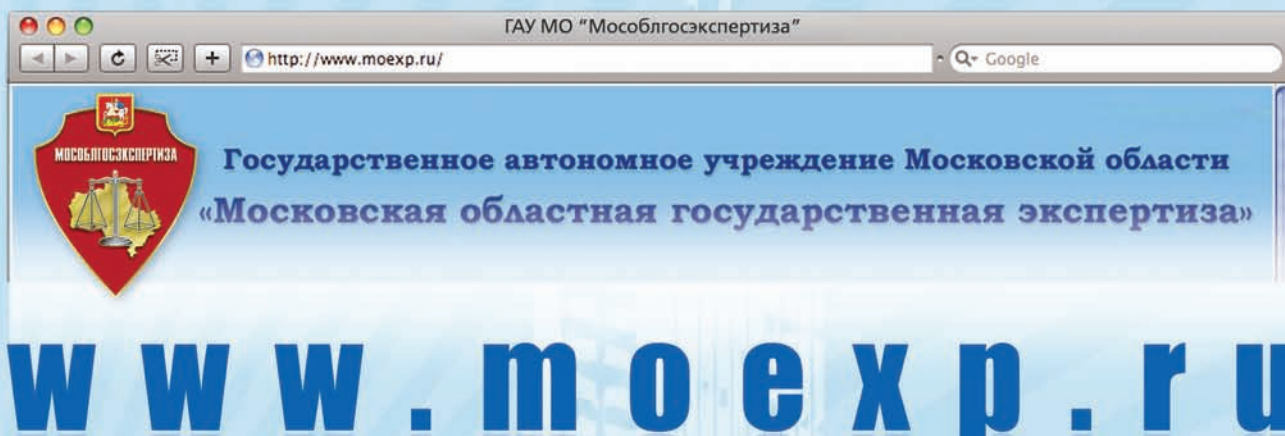 ГАУ МО "Мособлгосэкспертиза"
http://www.moexp.ru/
Google
МОСОБЛГОСЭКСПЕРТИЗА
Государственное автономное учреждение Московской области
«Московская областная государственная экспертиза»
www.moexp.ru